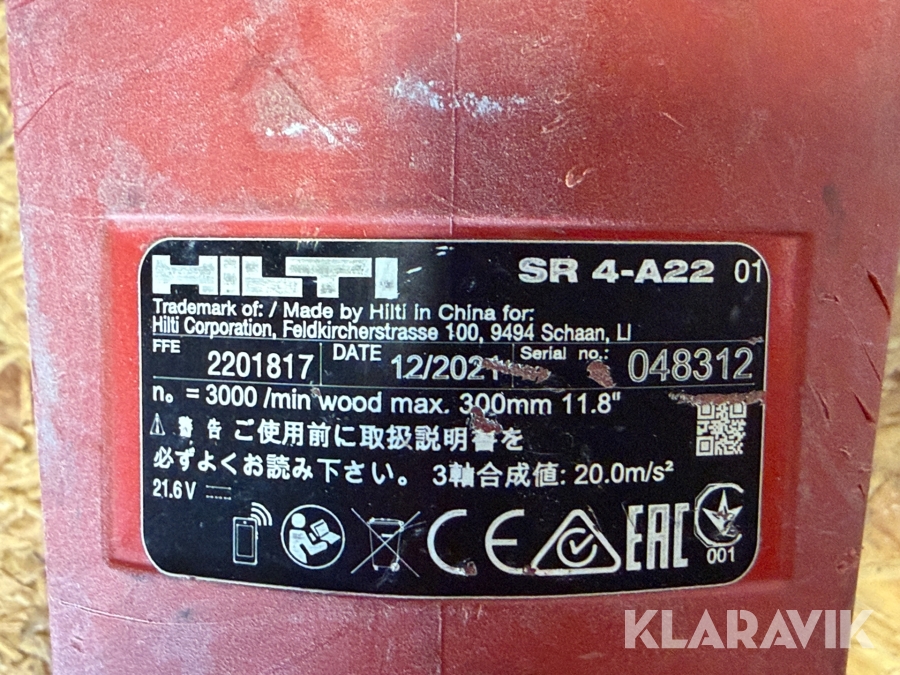 HILTI SR 4-A22 01
Trademark of: / Made by Hilti in China for:
Hilti Corporation, Feldkircherstrasse 100, 9494 Schaan, LI
FFE 2201817 DATE 12/2021 Serial no.: 048312
n₀ = 3000 /min wood max. 300mm 11.8"
⚠ 警告 ご使用前に取扱説明書を
必ずよくお読み下さい。 3軸合成値: 20.0m/s²
21.6 V
CE EAC
001
KLARAVIK